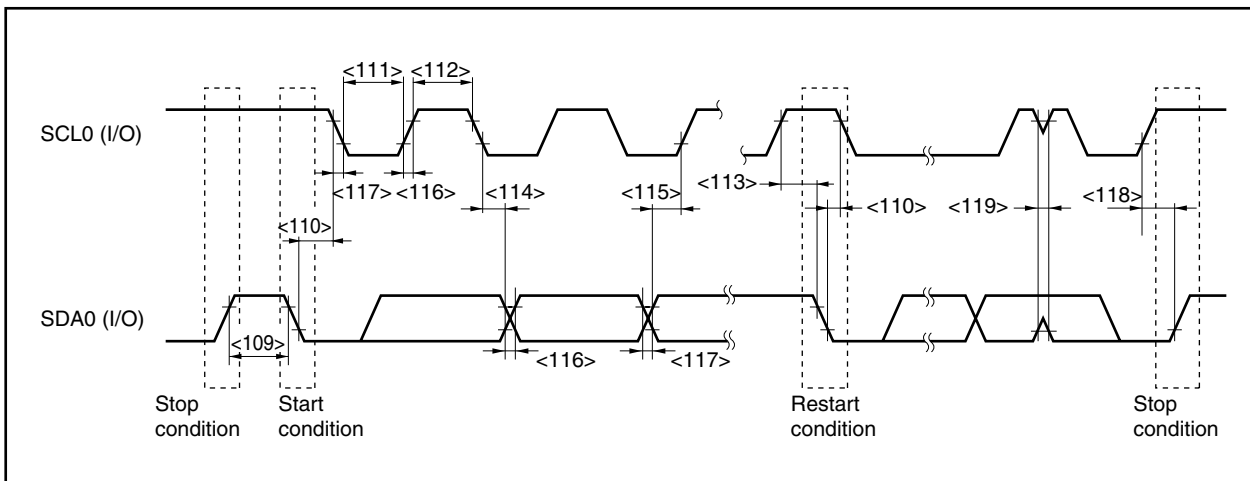 <111> <112>
SCL0 (I/O)
<117> <116> <114> <115> <113> <110> <119> <118>
<110>
SDA0 (I/O)
<109>
<116> <117>
Stop
condition
Start
condition
Restart
condition
Stop
condition